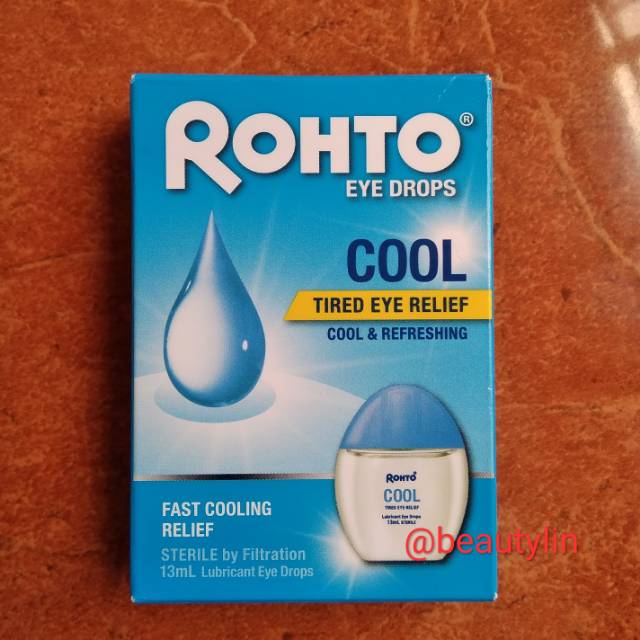 ROHTO®
EYE DROPS
COOL
TIRED EYE RELIEF
COOL & REFRESHING
ROHTO
COOL
TIRED EYE RELIEF
Lubricant Eye Drops
13mL STERILE
FAST COOLING
RELIEF
STERILE by Filtration
13mL Lubricant Eye Drops
@beautylin